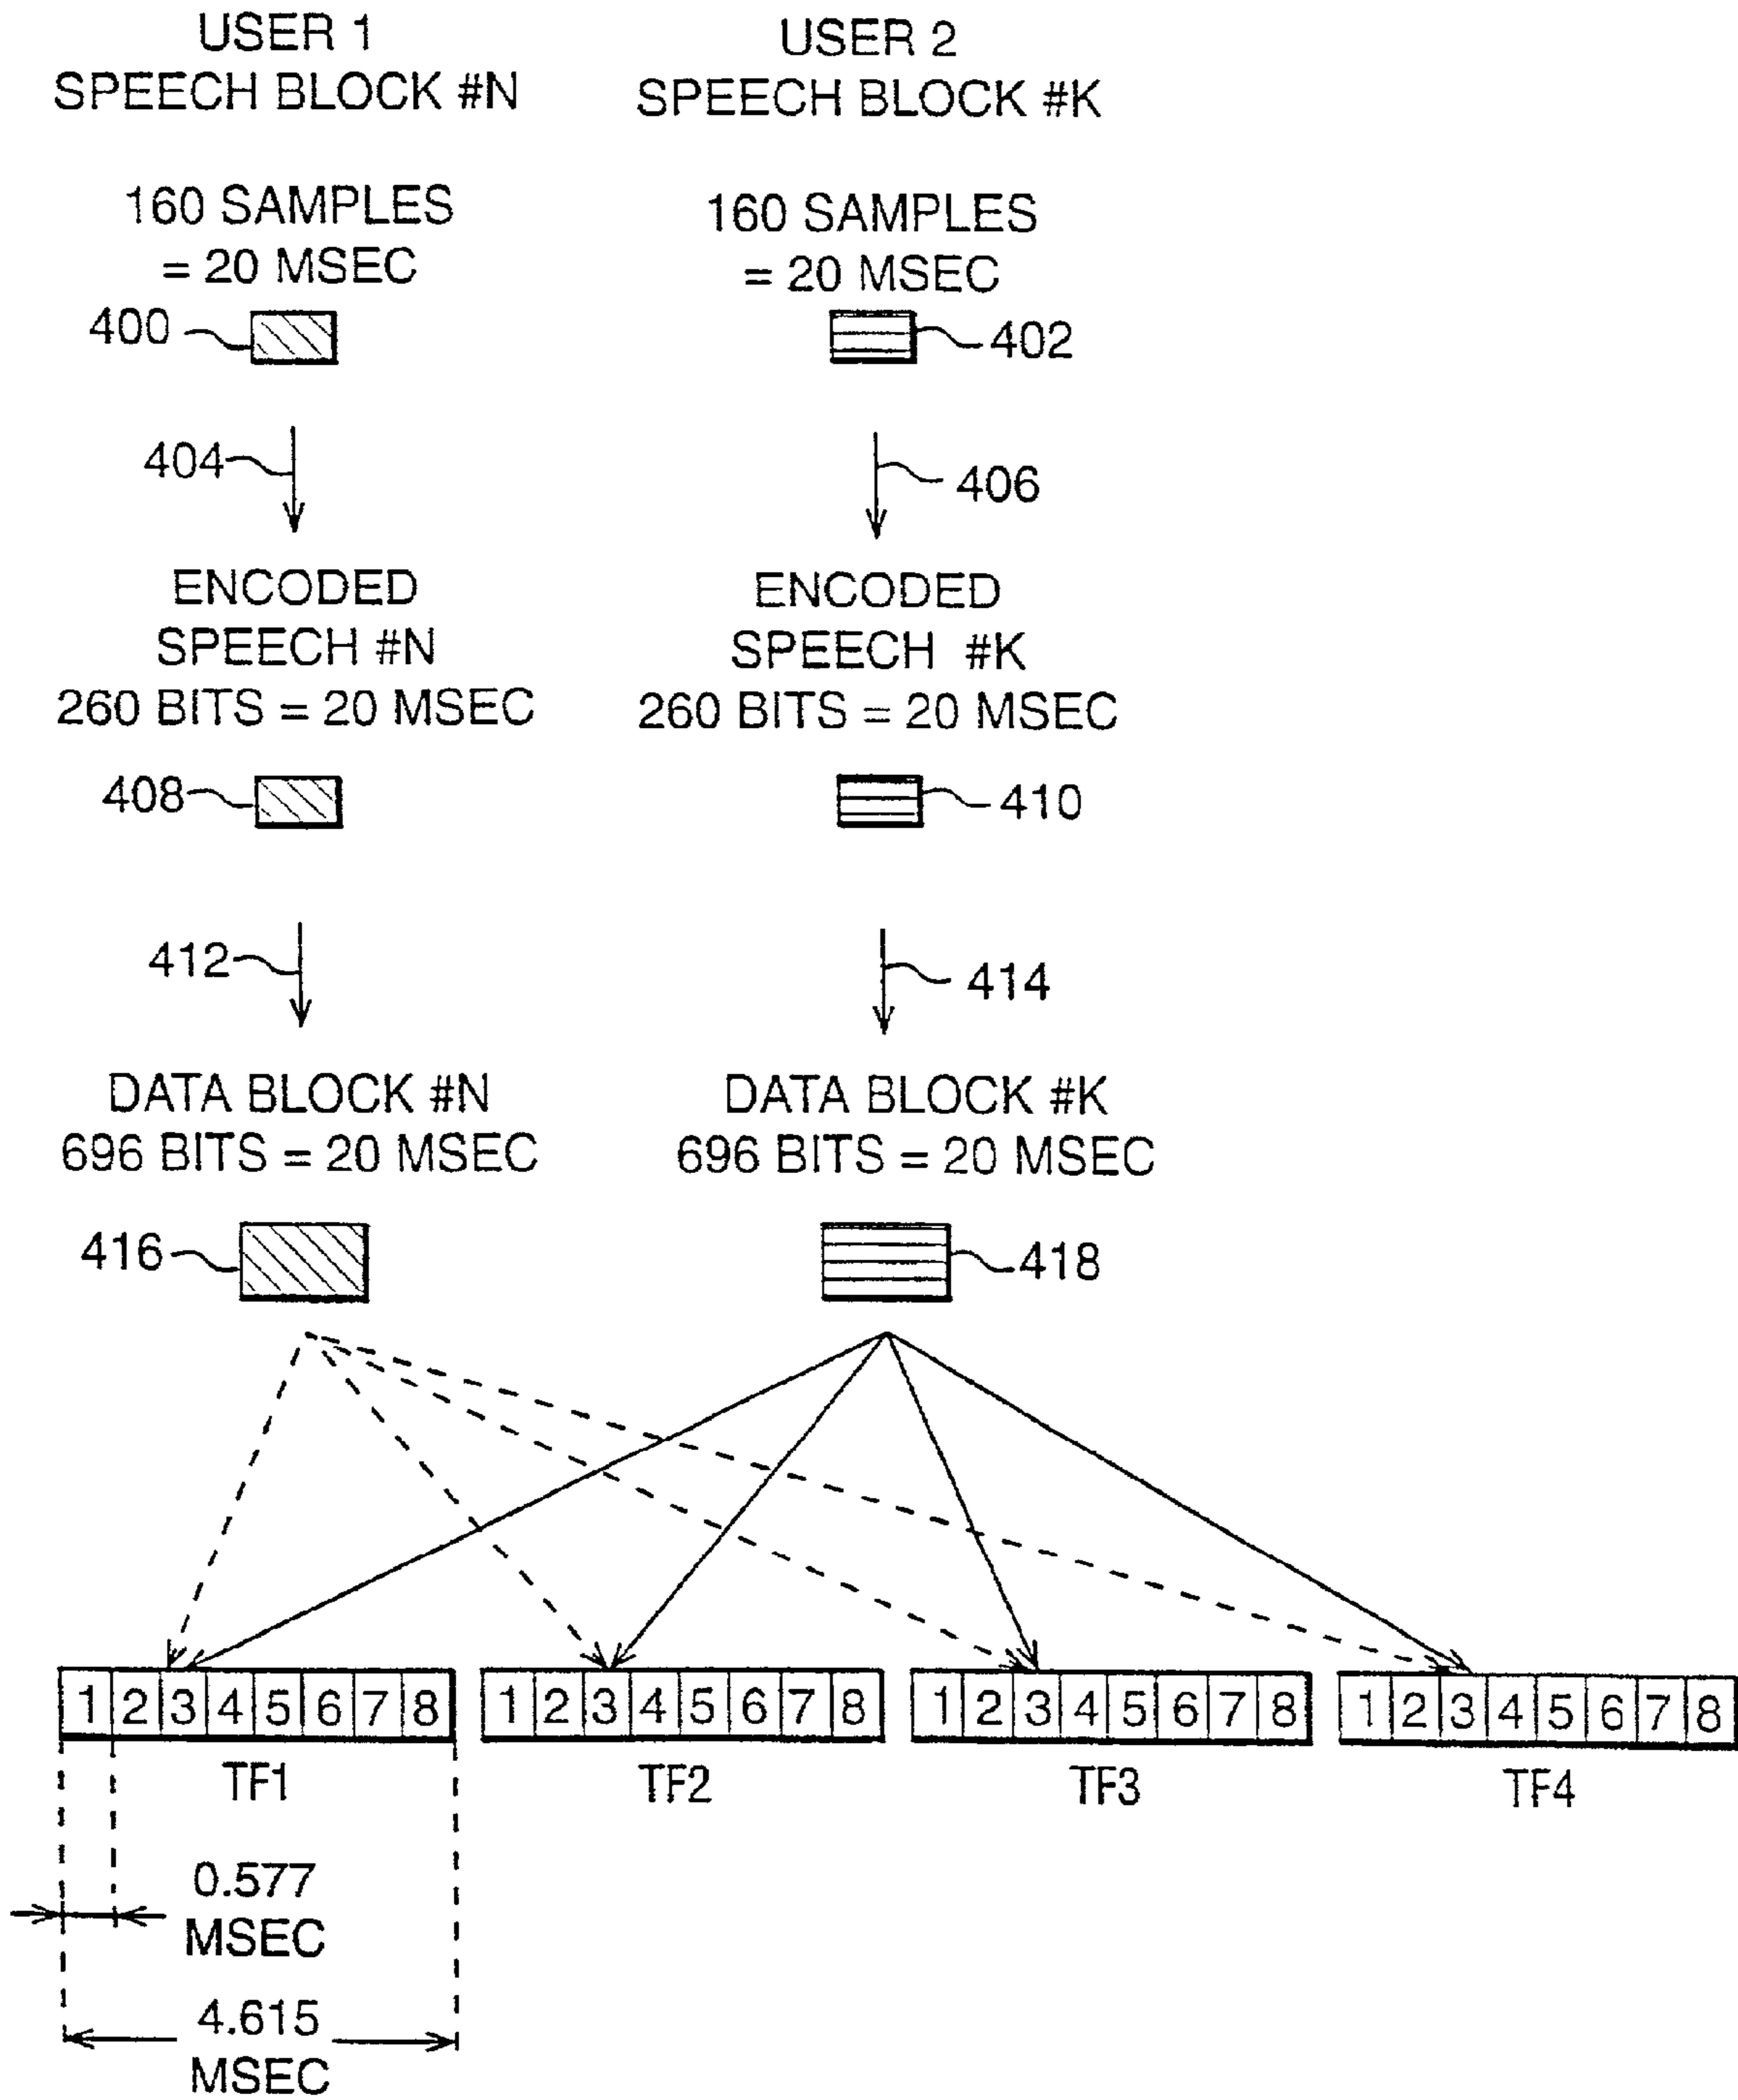 USER 1
SPEECH BLOCK #N
USER 2
SPEECH BLOCK #K
160 SAMPLES
= 20 MSEC
160 SAMPLES
= 20 MSEC
400
402
404
406
ENCODED
SPEECH #N
260 BITS = 20 MSEC
ENCODED
SPEECH #K
260 BITS = 20 MSEC
408
410
412
414
DATA BLOCK #N
696 BITS = 20 MSEC
DATA BLOCK #K
696 BITS = 20 MSEC
416
418
1 2 3 4 5 6 7 8
1 2 3 4 5 6 7 8
1 2 3 4 5 6 7 8
1 2 3 4 5 6 7 8
TF1
TF2
TF3
TF4
0.577
MSEC
4.615
MSEC